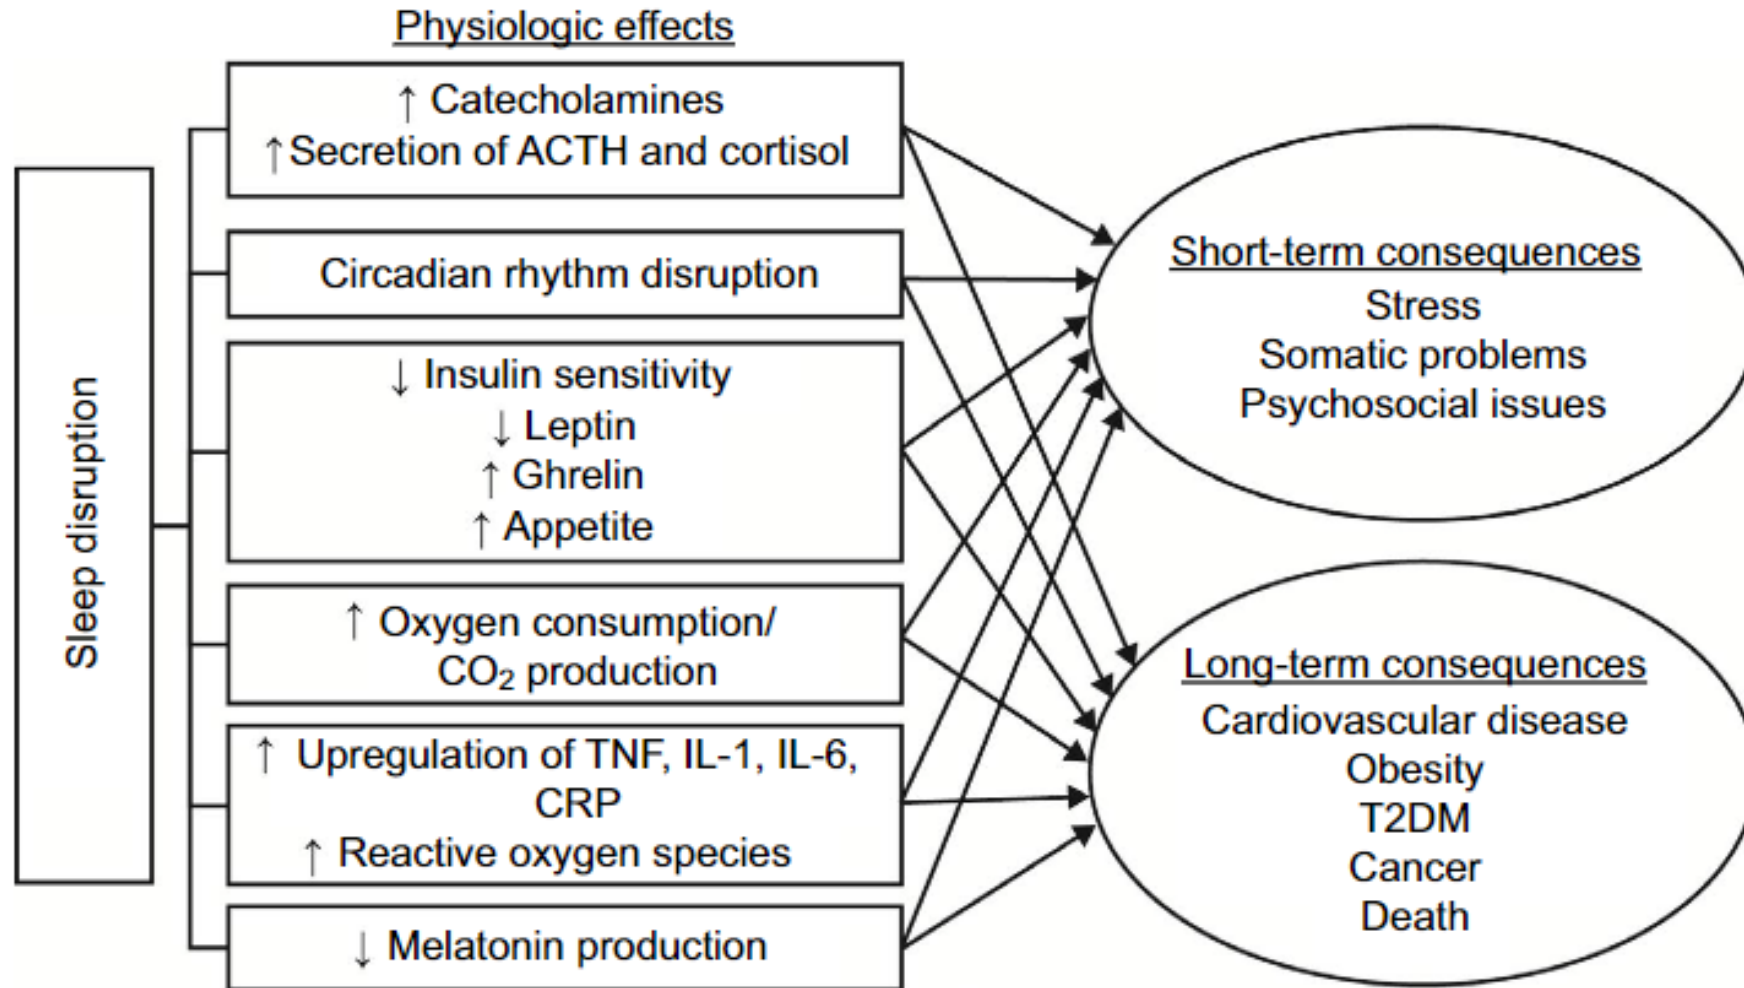 Physiologic effects
Sleep disruption
↑ Catecholamines
↑Secretion of ACTH and cortisol
Circadian rhythm disruption
↓ Insulin sensitivity
↓ Leptin
↑ Ghrelin
↑ Appetite
↑ Oxygen consumption/
CO₂ production
↑ Upregulation of TNF, IL-1, IL-6,
CRP
↑ Reactive oxygen species
↓ Melatonin production
Short-term consequences
Stress
Somatic problems
Psychosocial issues
Long-term consequences
Cardiovascular disease
Obesity
T2DM
Cancer
Death